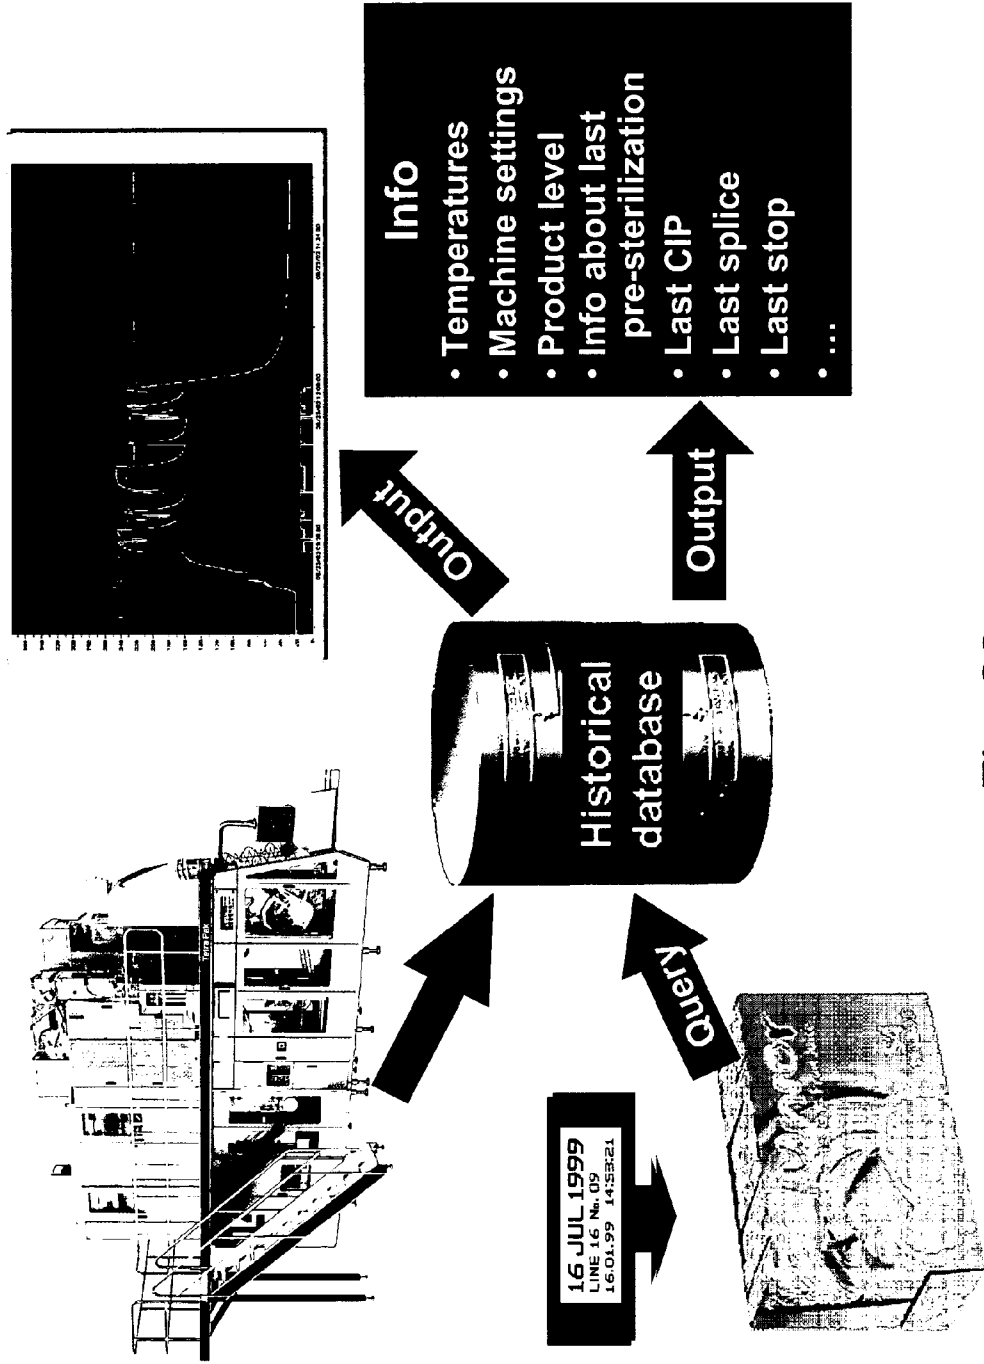 Tetra Pak
Output
Info
• Temperatures
• Machine settings
• Product level
• Info about last
pre-sterilization
• Last CIP
• Last splice
• Last stop
• ...
Historical
database
Output
Query
16 JUL 1999
LINE 16 No. 09
16.01.99 14:53:21